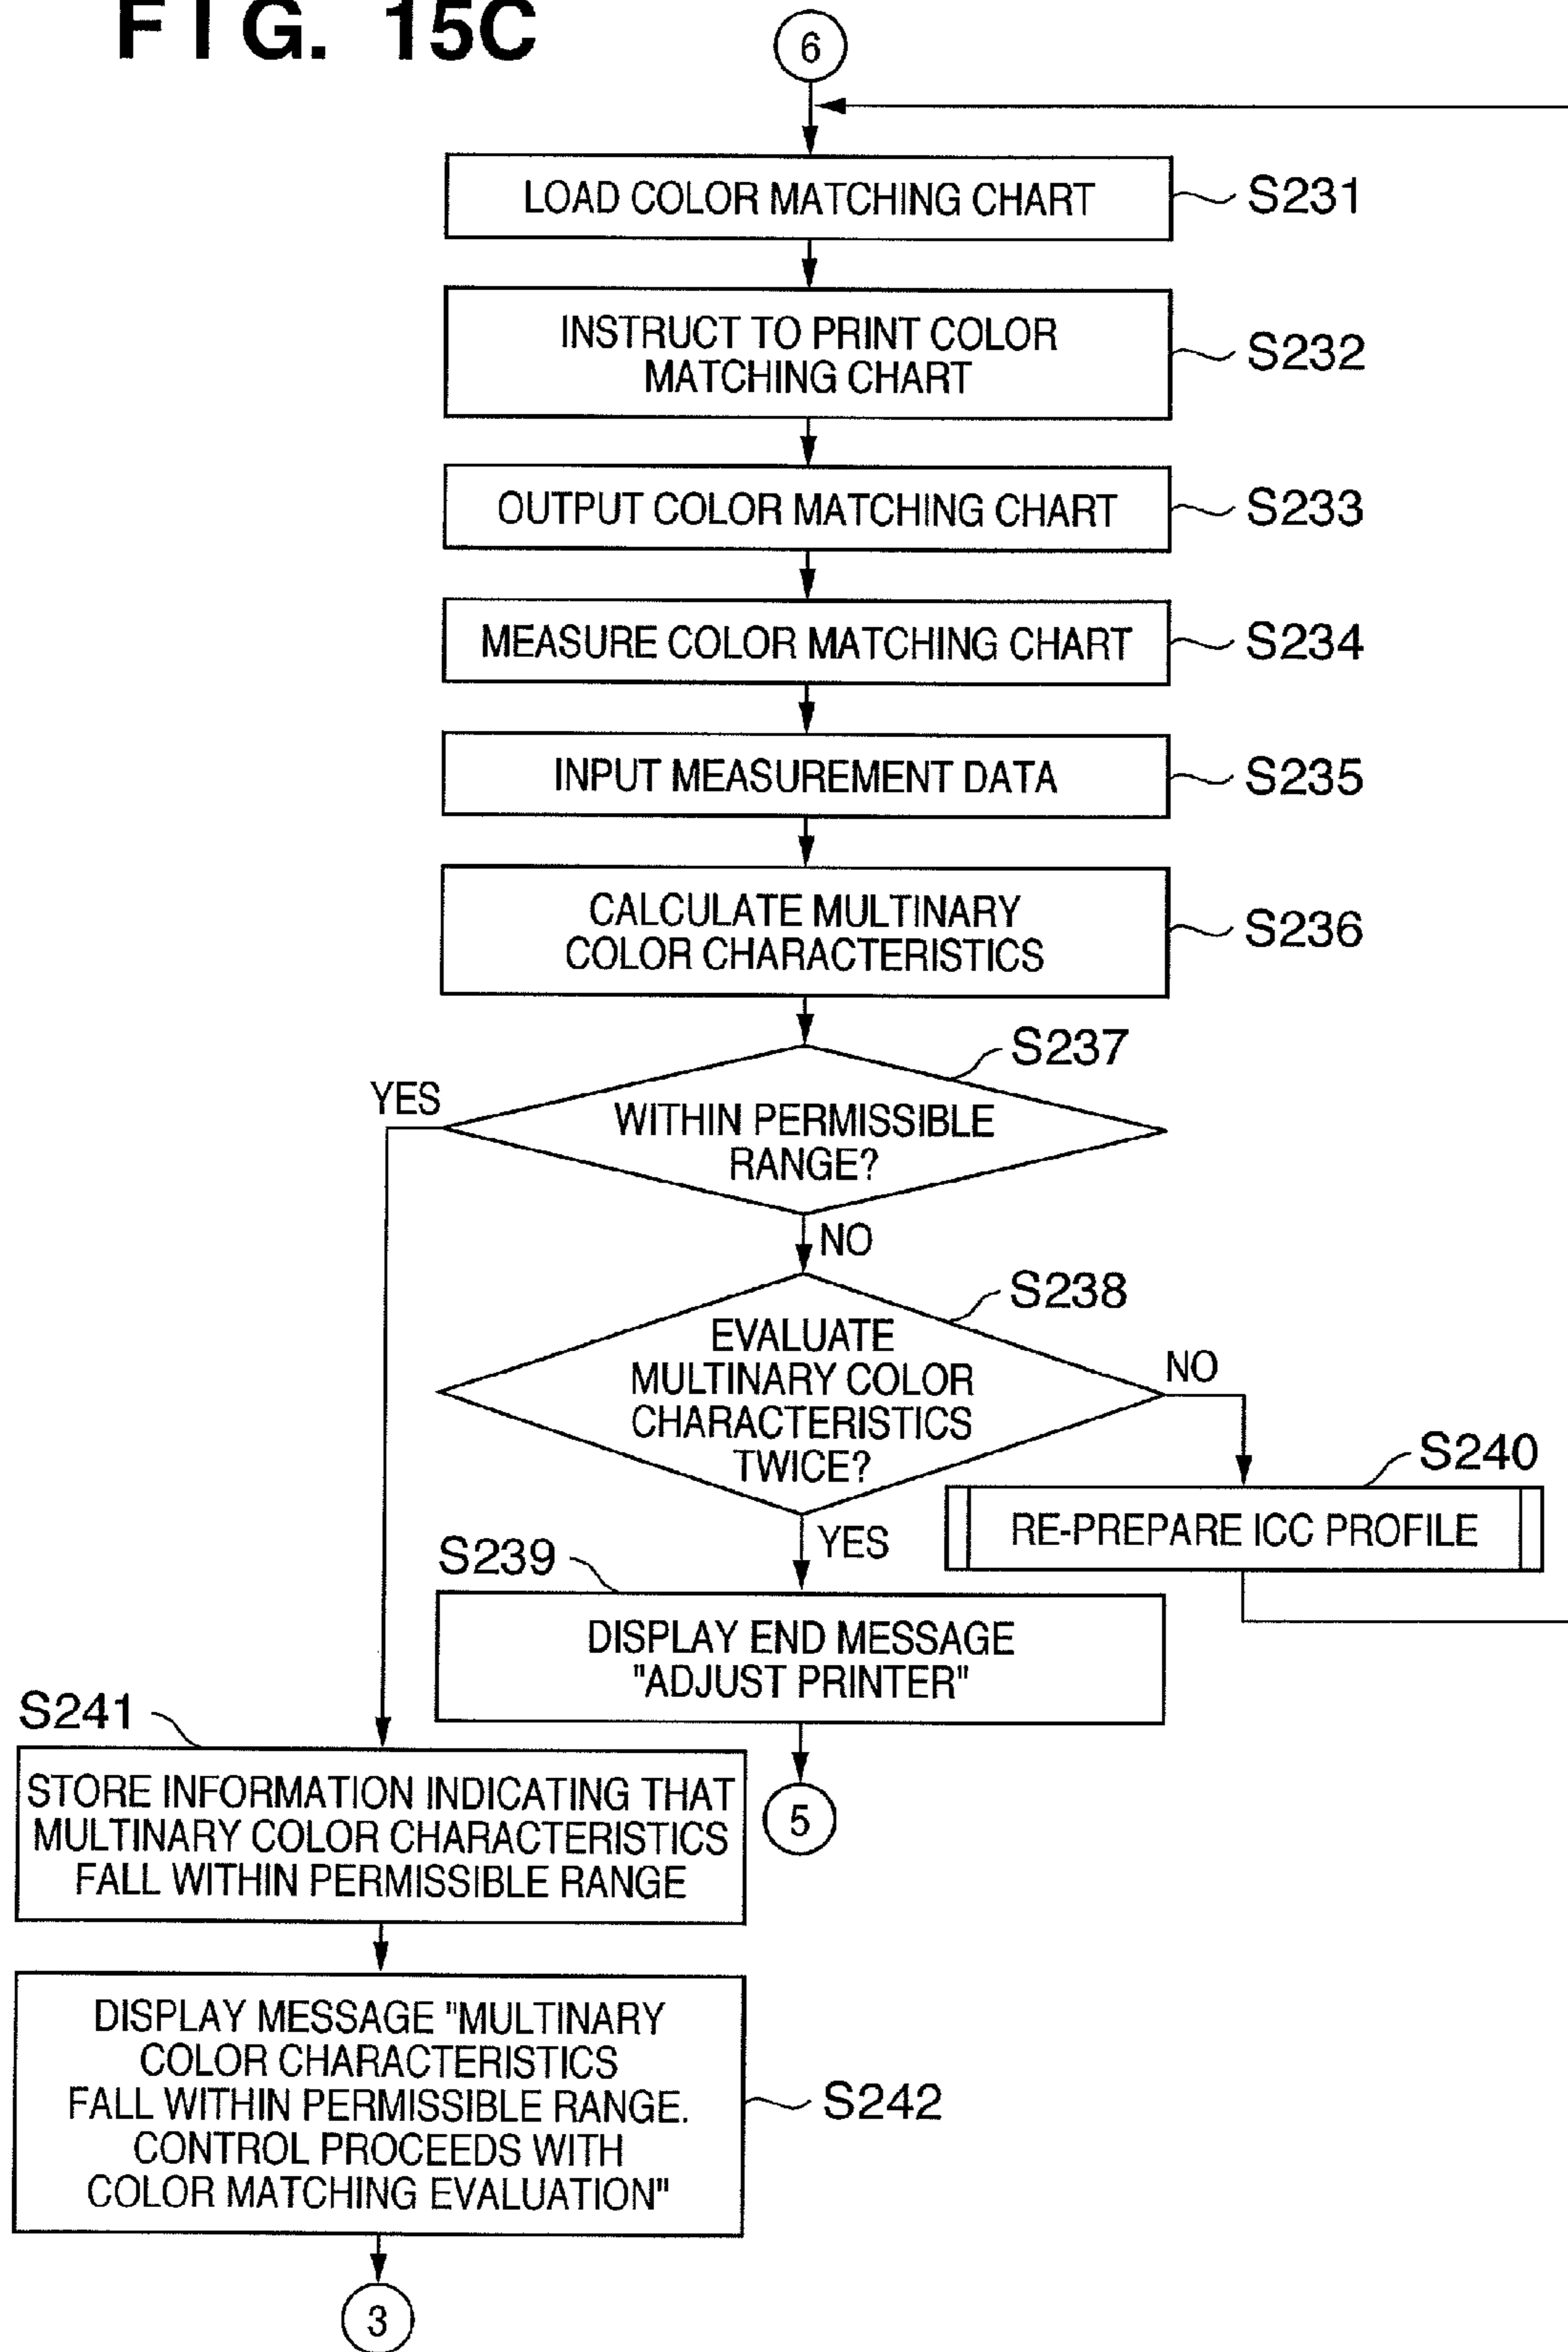 FIG. 15C
6
LOAD COLOR MATCHING CHART
S231
INSTRUCT TO PRINT COLOR
MATCHING CHART
S232
OUTPUT COLOR MATCHING CHART
S233
MEASURE COLOR MATCHING CHART
S234
INPUT MEASUREMENT DATA
S235
CALCULATE MULTINARY
COLOR CHARACTERISTICS
S236
S237
YES
WITHIN PERMISSIBLE
RANGE?
NO
S238
EVALUATE
MULTINARY COLOR
CHARACTERISTICS
TWICE?
NO
S240
RE-PREPARE ICC PROFILE
YES
S239
DISPLAY END MESSAGE
"ADJUST PRINTER"
5
S241
STORE INFORMATION INDICATING THAT
MULTINARY COLOR CHARACTERISTICS
FALL WITHIN PERMISSIBLE RANGE
DISPLAY MESSAGE "MULTINARY
COLOR CHARACTERISTICS
FALL WITHIN PERMISSIBLE RANGE.
CONTROL PROCEEDS WITH
COLOR MATCHING EVALUATION"
S242
3